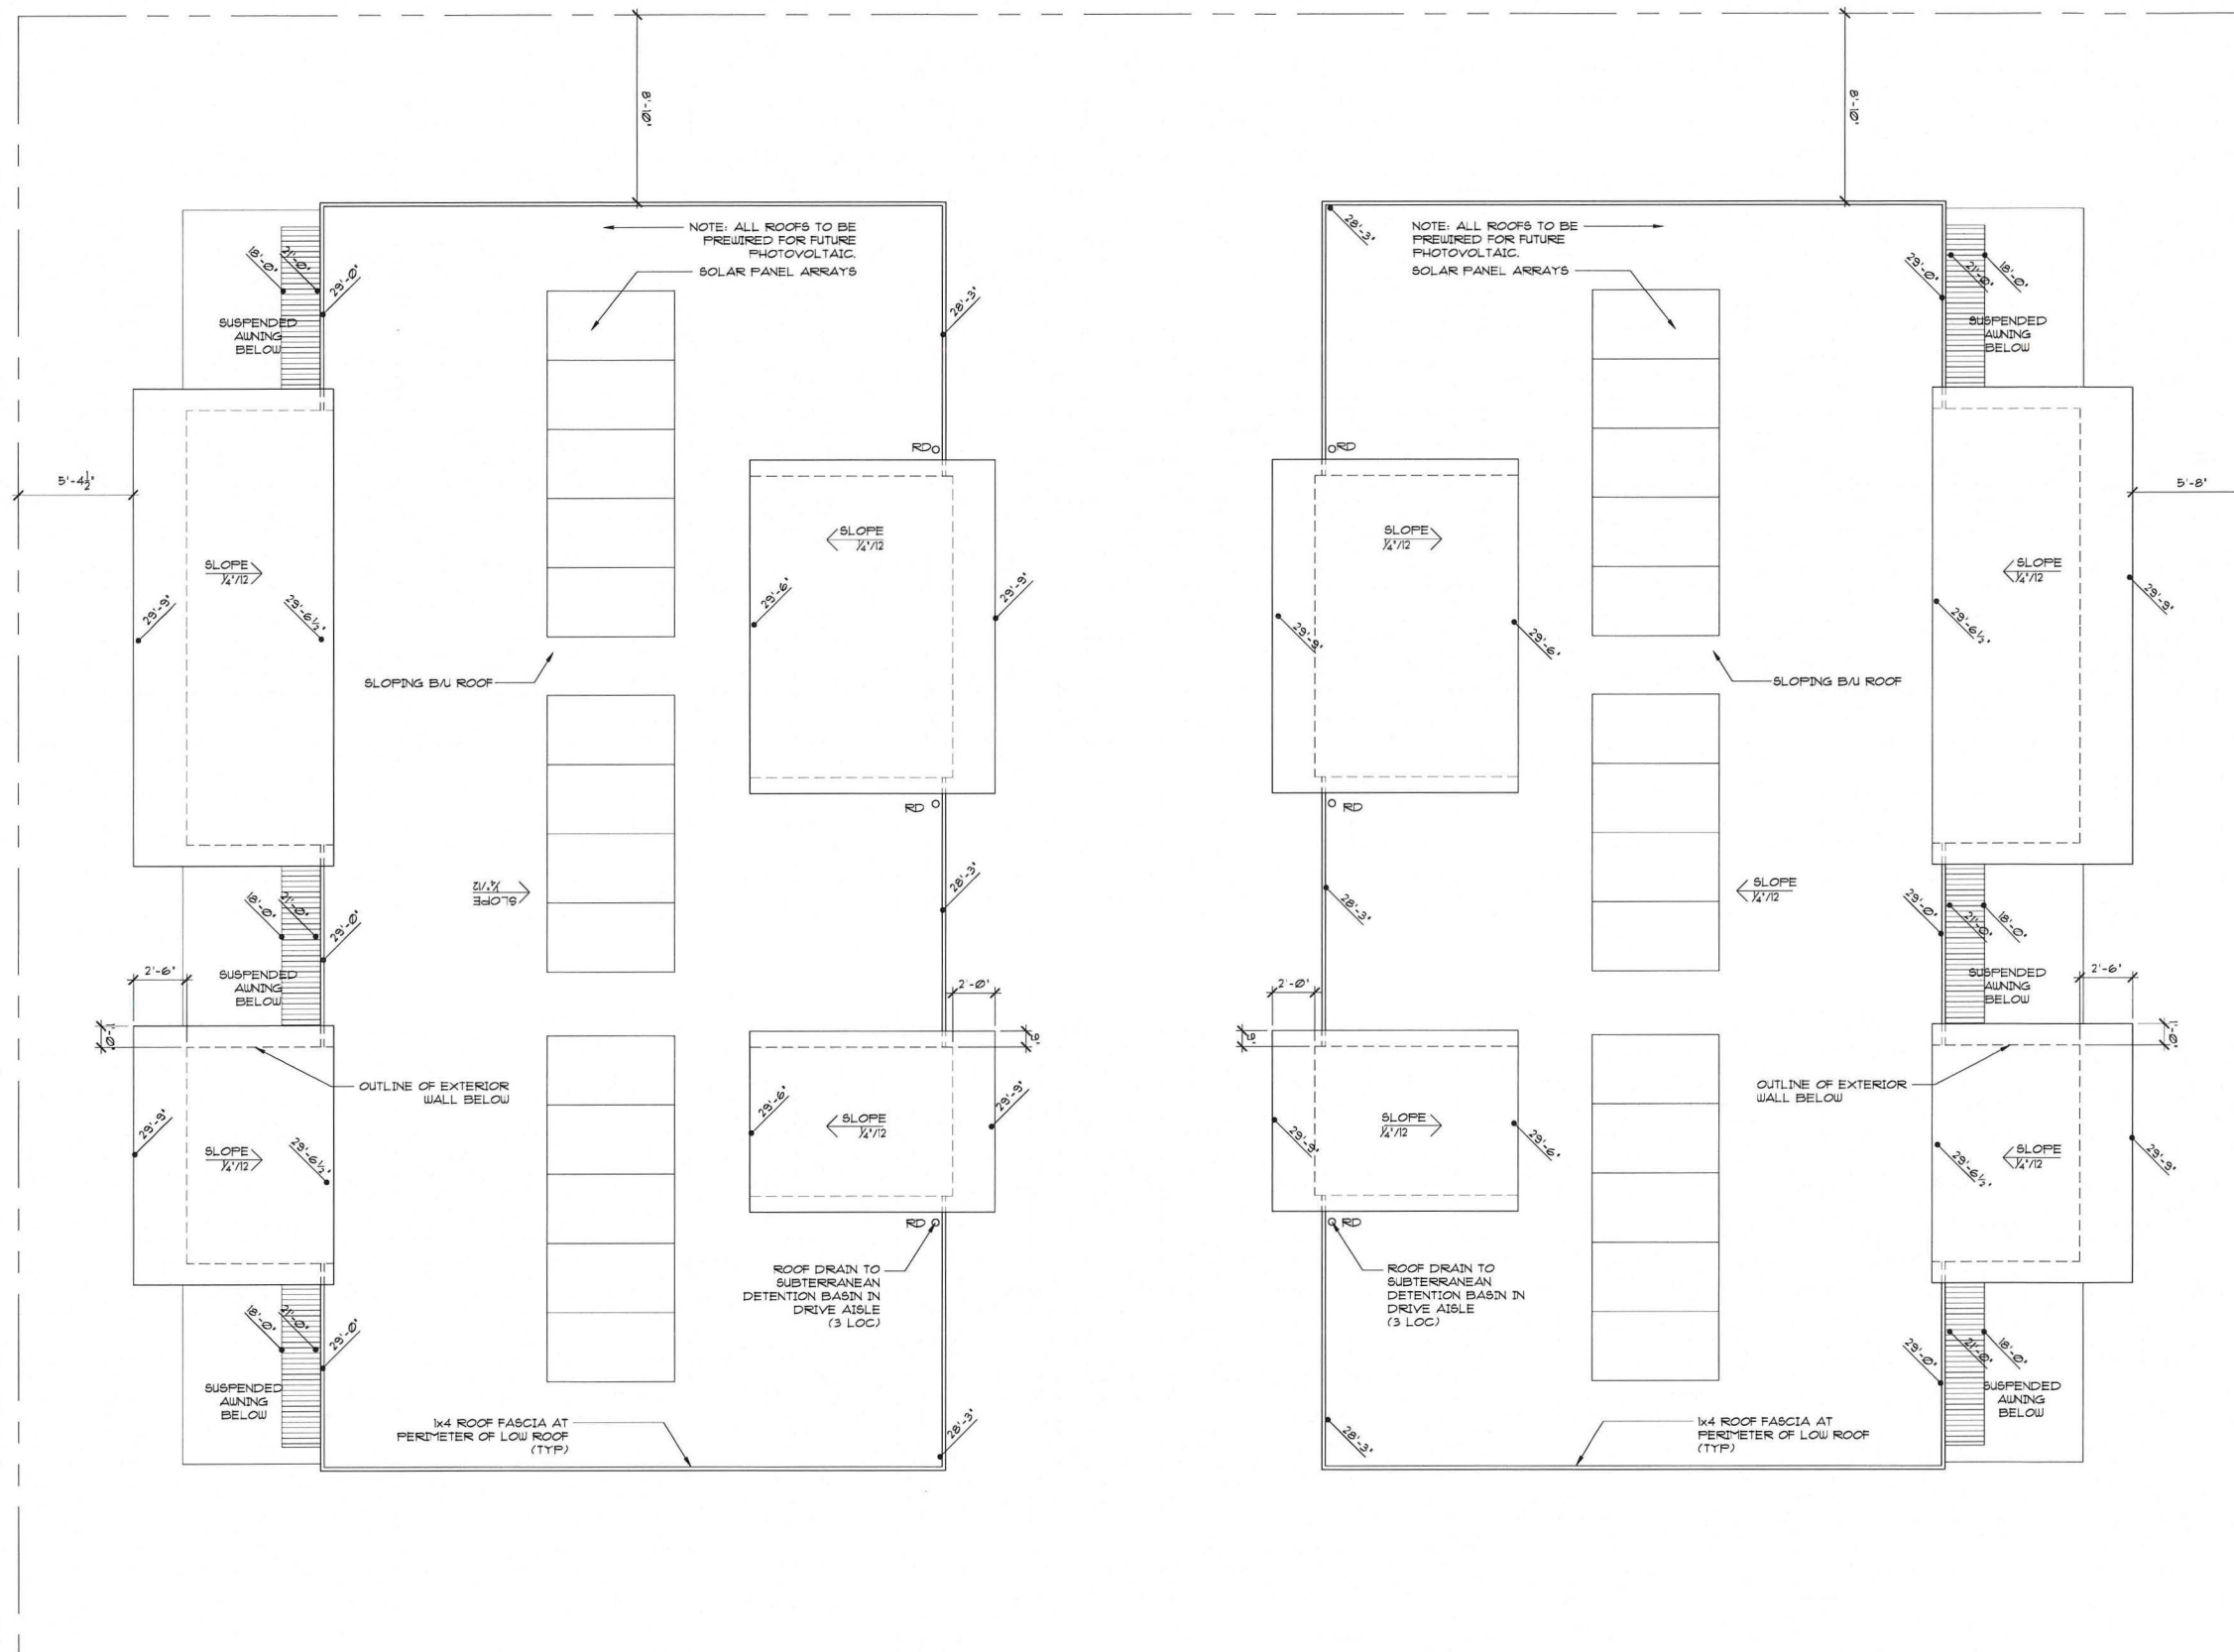 8'-10"
8'-10"
NOTE: ALL ROOFS TO BE
PREWIRED FOR FUTURE
PHOTOVOLTAIC.
SOLAR PANEL ARRAYS
NOTE: ALL ROOFS TO BE
PREWIRED FOR FUTURE
PHOTOVOLTAIC.
SOLAR PANEL ARRAYS
28'-3"
18'-0"
21'-0"
29'-0"
28'-3"
29'-0"
21'-0"
18'-0"
SUSPENDED
AWNING
BELOW
SUSPENDED
AWNING
BELOW
RD
RD
5'-4½"
5'-8"
SLOPE
¼"/12
SLOPE
¼"/12
SLOPE
¼"/12
SLOPE
¼"/12
29'-9"
29'-6½"
29'-6"
29'-9"
29'-9"
29'-6"
29'-6½"
29'-9"
SLOPING B/U ROOF
SLOPING B/U ROOF
RD
RD
SLOPE
¼"/12
SLOPE
¼"/12
18'-0"
21'-0"
29'-0"
28'-3"
28'-3"
29'-0"
21'-0"
18'-0"
SUSPENDED
AWNING
BELOW
SUSPENDED
AWNING
BELOW
2'-6"
2'-0"
2'-0"
2'-6"
1'-0"
9"
9"
1'-0"
OUTLINE OF EXTERIOR
WALL BELOW
OUTLINE OF EXTERIOR
WALL BELOW
29'-9"
SLOPE
¼"/12
29'-6½"
29'-6"
SLOPE
¼"/12
29'-9"
29'-9"
SLOPE
¼"/12
29'-6"
29'-6½"
SLOPE
¼"/12
29'-9"
RD
RD
ROOF DRAIN TO
SUBTERRANEAN
DETENTION BASIN IN
DRIVE AISLE
(3 LOC)
ROOF DRAIN TO
SUBTERRANEAN
DETENTION BASIN IN
DRIVE AISLE
(3 LOC)
18'-0"
21'-0"
29'-0"
29'-0"
21'-0"
18'-0"
SUSPENDED
AWNING
BELOW
SUSPENDED
AWNING
BELOW
1x4 ROOF FASCIA AT
PERIMETER OF LOW ROOF
(TYP)
28'-3"
28'-3"
1x4 ROOF FASCIA AT
PERIMETER OF LOW ROOF
(TYP)